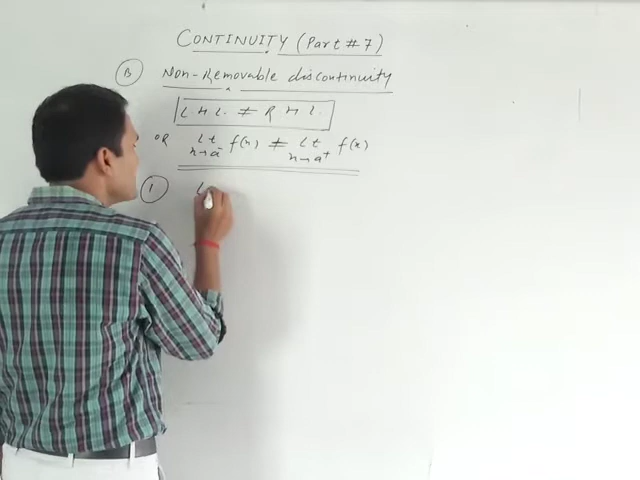 CONTINUITY (Part #7)
B Non-Removable discontinuity
L H L. ≠ R H L.
OR Lt x→a⁻ f(x) ≠ Lt x→a⁺ f(x)
1 L